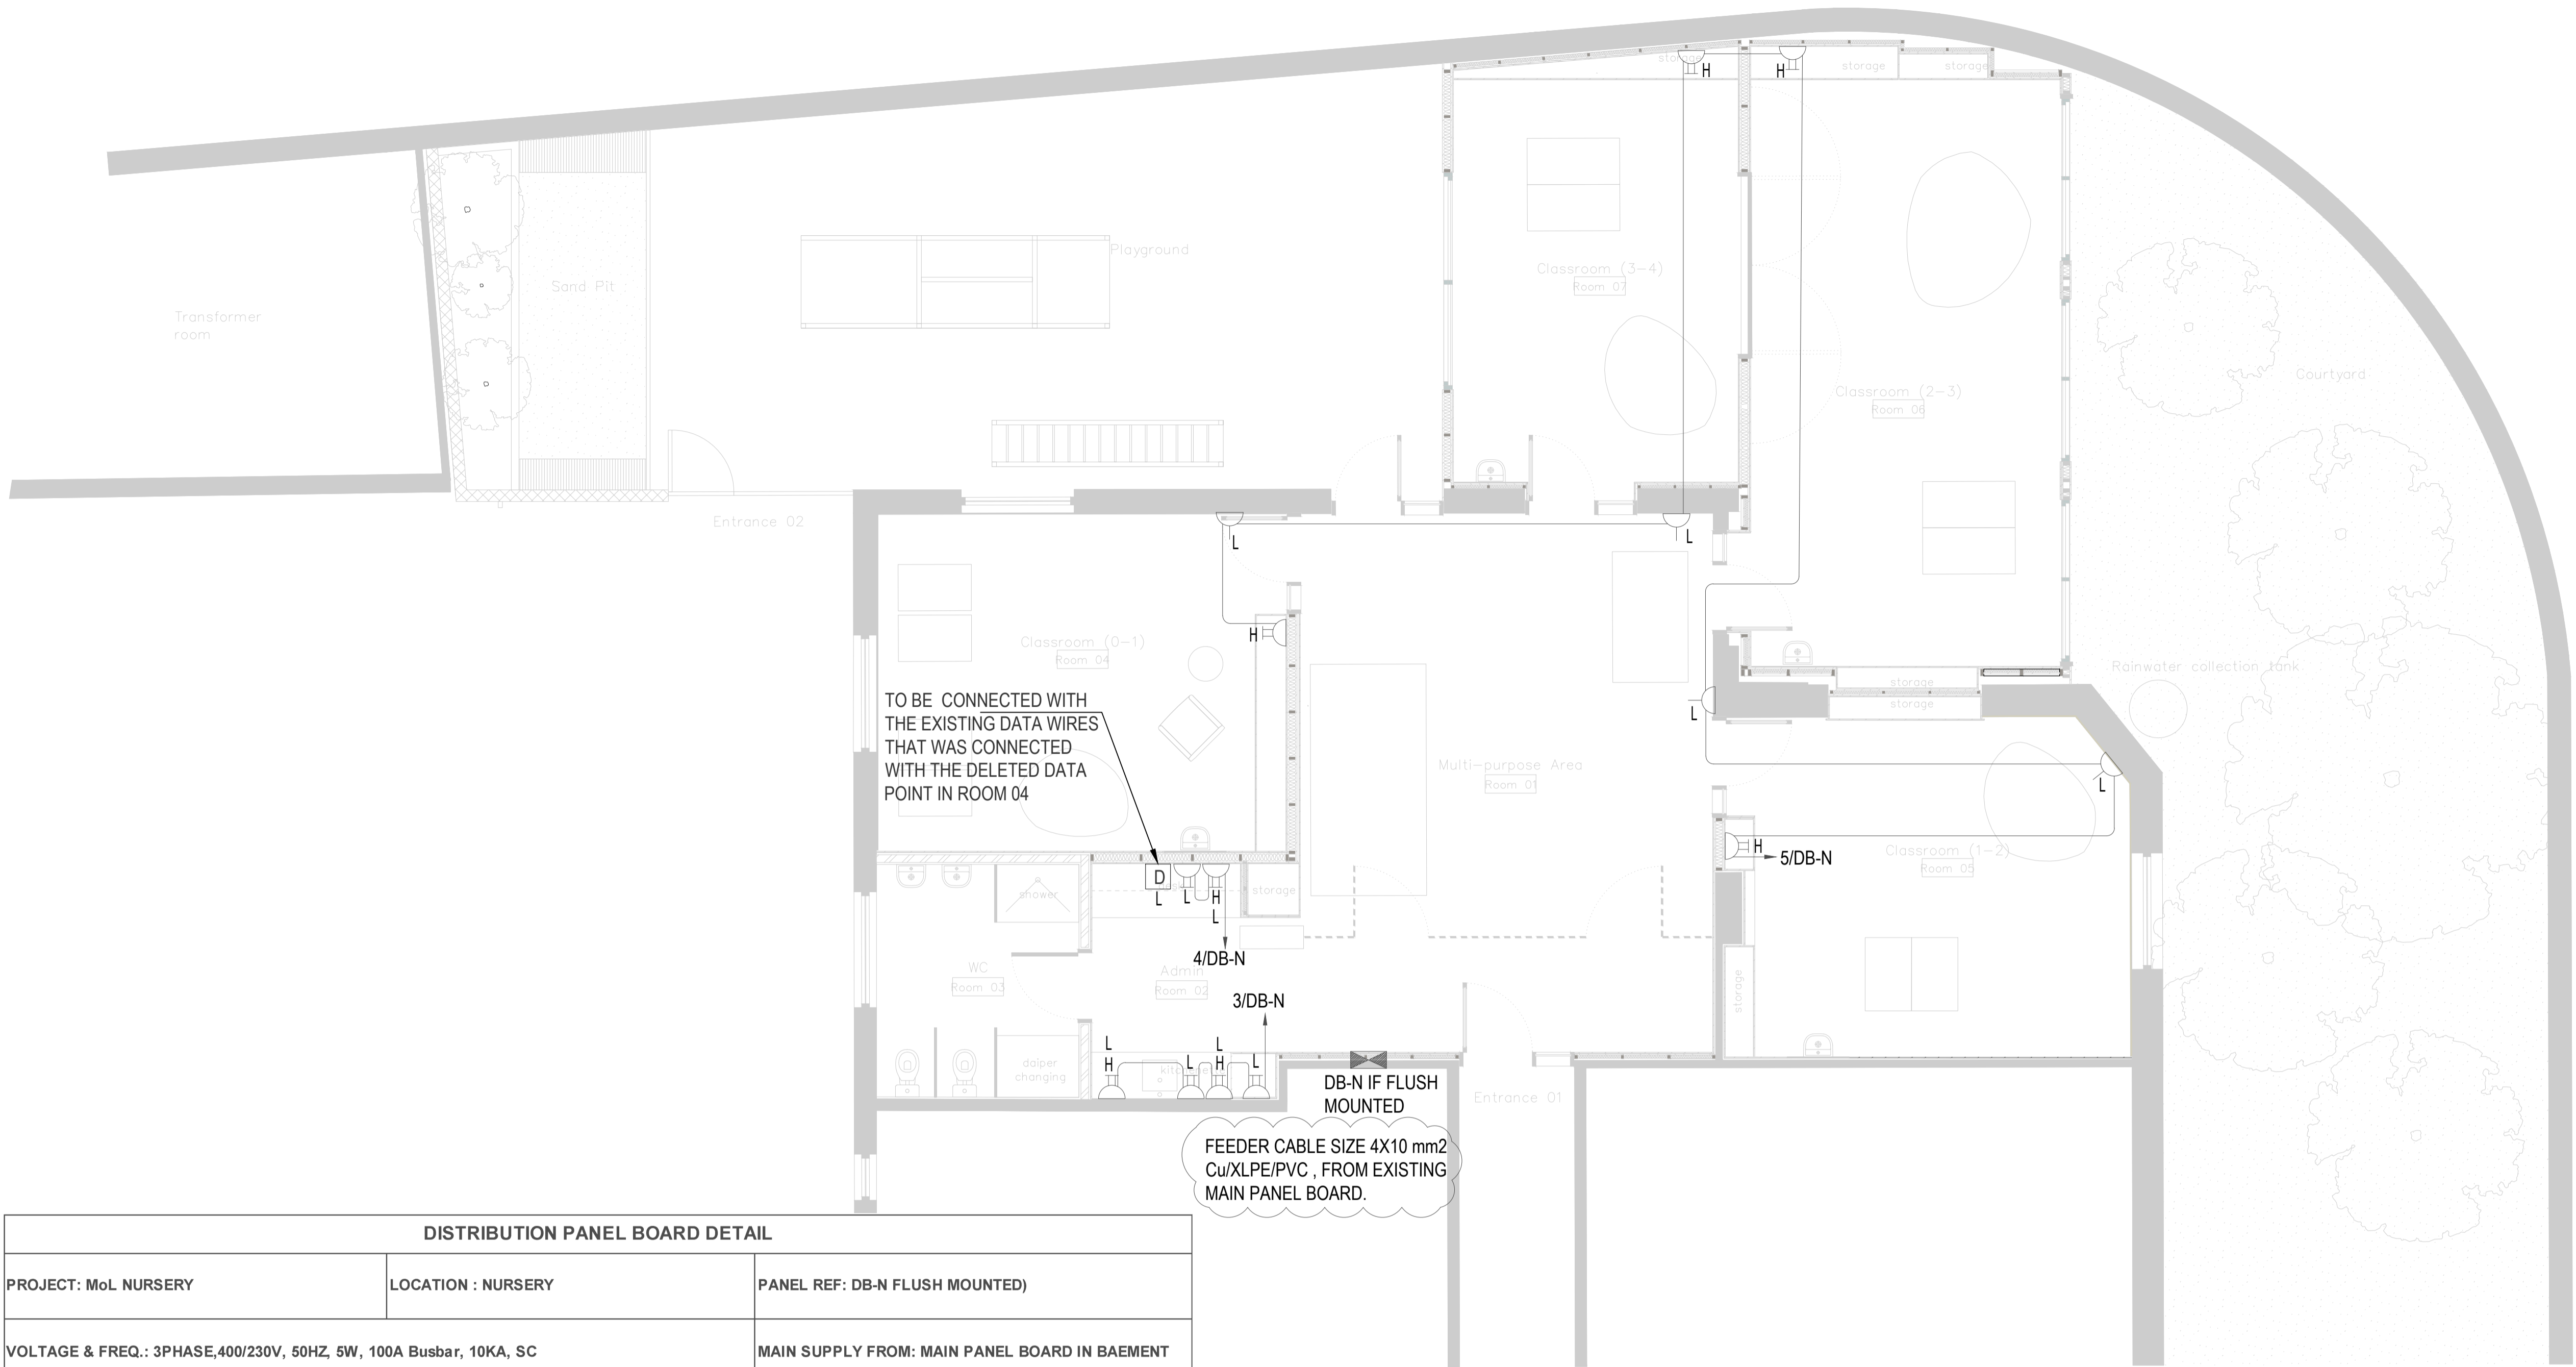 storage
H
H
storage
storage
Playground
Classroom (3-4)
Room 07
Sand Pit
Transformer
room
Courtyard
Classroom (2-3)
Room 06
Entrance 02
L
L
H
Classroom (0-1)
Room 04
Rainwater collection tank
storage
storage
TO BE CONNECTED WITH
THE EXISTING DATA WIRES
THAT WAS CONNECTED
WITH THE DELETED DATA
POINT IN ROOM 04
L
Multi-purpose Area
Room 01
L
H
5/DB-N
Classroom (1-2)
Room 05
D
L
L
H
L
shower
storage
4/DB-N
WC
Room 03
Admin
Room 02
storage
3/DB-N
L
H
L
L
H
L
daiper
changing
DB-N IF FLUSH
MOUNTED
Entrance 01
FEEDER CABLE SIZE 4X10 mm2
Cu/XLPE/PVC , FROM EXISTING
MAIN PANEL BOARD.
DISTRIBUTION PANEL BOARD DETAIL
PROJECT: MoL NURSERY
LOCATION : NURSERY
PANEL REF: DB-N FLUSH MOUNTED)
VOLTAGE & FREQ.: 3PHASE,400/230V, 50HZ, 5W, 100A Busbar, 10KA, SC
MAIN SUPPLY FROM: MAIN PANEL BOARD IN BAEMENT